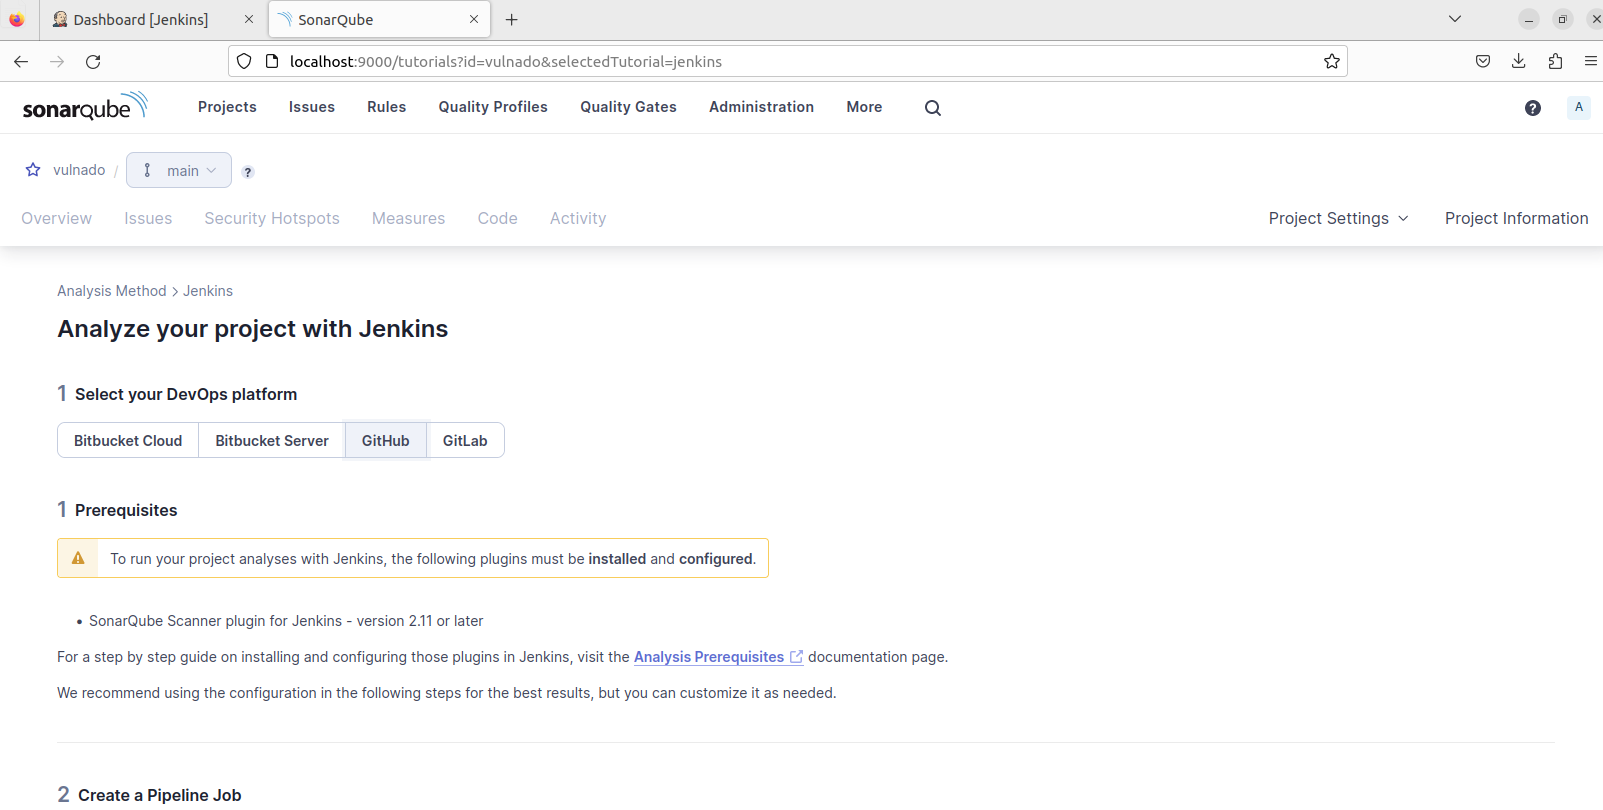 Dashboard [Jenkins]
SonarQube
localhost:9000/tutorials?id=vulnado&selectedTutorial=jenkins
sonarqube Projects Issues Rules Quality Profiles Quality Gates Administration More ? A
vulnado / main ?
Overview Issues Security Hotspots Measures Code Activity Project Settings Project Information
Analysis Method > Jenkins
Analyze your project with Jenkins
1 Select your DevOps platform
Bitbucket Cloud Bitbucket Server GitHub GitLab
1 Prerequisites
To run your project analyses with Jenkins, the following plugins must be installed and configured.
• SonarQube Scanner plugin for Jenkins - version 2.11 or later
For a step by step guide on installing and configuring those plugins in Jenkins, visit the Analysis Prerequisites documentation page.
We recommend using the configuration in the following steps for the best results, but you can customize it as needed.
2 Create a Pipeline Job